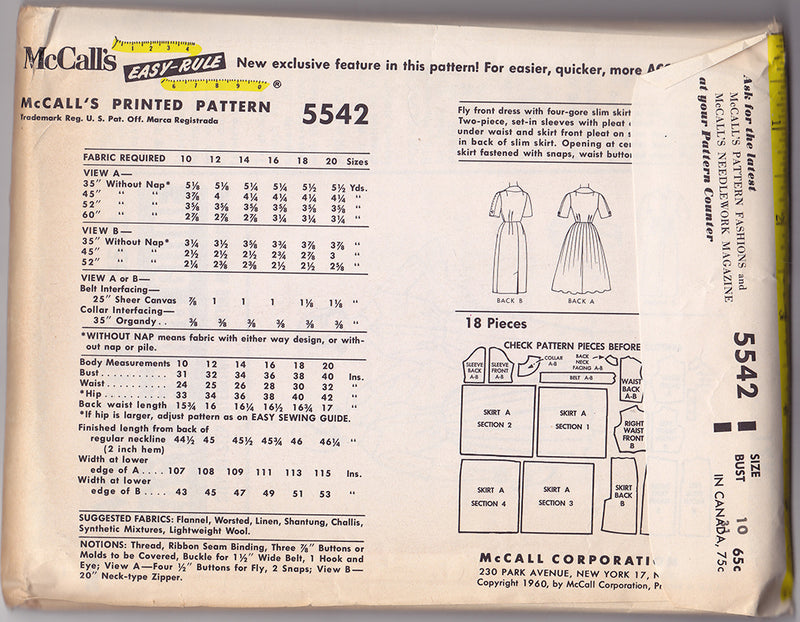 McCall's
1 2 3 4
EASY-RULE
6 7 8 9 0
®
New exclusive feature in this pattern! For easier, quicker, more
McCALL'S PRINTED PATTERN 5542
Trademark Reg. U. S. Pat. Off. Marca Registrada
FABRIC REQUIRED 10 12 14 16 18 20 Sizes
VIEW A—
35" Without Nap* 5⅛ 5⅛ 5¼ 5¼ 5½ 5½ Yds.
45" " " 3⅞ 4 4¼ 4¼ 4¼ 4¼ "
52" " " 3⅝ 3⅝ 3⅝ 3⅝ 3⅝ 3⅝ "
60" " " 2⅞ 2⅞ 2⅞ 3¼ 3¼ 3¼ "
VIEW B—
35" Without Nap* 3¼ 3½ 3⅝ 3¾ 3⅞ 3⅞ "
45" " " 2½ 2½ 2½ 2¾ 2⅞ 3 "
52" " " 2¼ 2⅜ 2⅜ 2½ 2½ 2⅝ "
VIEW A or B—
Belt Interfacing—
25" Sheer Canvas ⅞ 1 1 1 1⅛ 1⅛ "
Collar Interfacing—
35" Organdy . . ⅜ ⅜ ⅜ ⅜ ⅜ ⅜ "
*WITHOUT NAP means fabric with either way design, or with-
out nap or pile.
Body Measurements 10 12 14 16 18 20
Bust . . . . . . . . . . 31 32 34 36 38 40 Ins.
Waist . . . . . . . . . 24 25 26 28 30 32 "
*Hip . . . . . . . . . . 33 34 36 38 40 42 "
Back waist length 15¾ 16 16¼ 16½ 16¾ 17 "
*If hip is larger, adjust pattern as on EASY SEWING GUIDE.
Finished length from back of
regular neckline 44½ 45 45½ 45¾ 46 46¼ "
(2 inch hem)
Width at lower
edge of A . . . . 107 108 109 111 113 115 Ins.
Width at lower
edge of B . . . . 43 45 47 49 51 53 "
SUGGESTED FABRICS: Flannel, Worsted, Linen, Shantung, Challis,
Synthetic Mixtures, Lightweight Wool.
NOTIONS: Thread, Ribbon Seam Binding, Three ⅞" Buttons or
Molds to be Covered, Buckle for 1½" Wide Belt, 1 Hook and
Eye; View A—Four ½" Buttons for Fly, 2 Snaps; View B—
20" Neck-type Zipper.
Fly front dress with four-gore slim skirt
Two-piece, set-in sleeves with pleat
under waist and skirt front pleat on
in back of slim skirt. Opening at
skirt fastened with snaps, waist
BACK B
BACK A
18 Pieces
CHECK PATTERN PIECES BEFORE
SLEEVE BACK A-B
SLEEVE FRONT A-B
COLLAR A-B
BACK NECK FACING A-B
BELT A-B
WAIST BACK A-B
SKIRT A SECTION 2
SKIRT A SECTION 1
RIGHT WAIST FRONT B
SKIRT A SECTION 4
SKIRT A SECTION 3
SKIRT BACK B
McCALL
230 PARK AVENUE, NEW YORK 17,
Copyright 1960, by McCall Corporation,
Ask for the latest
McCALL'S PATTERN FASHIONS and
McCALL'S NEEDLEWORK MAGAZINE
at your Pattern Counter
5542
SIZE 10 65c
BUST 31
IN CANADA, 75c